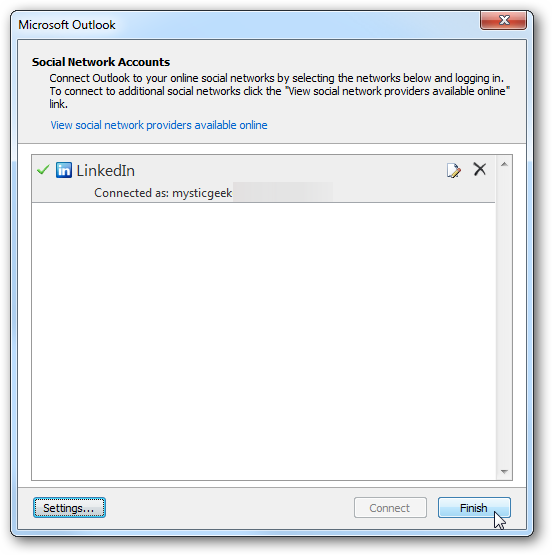 Microsoft Outlook
Social Network Accounts
Connect Outlook to your online social networks by selecting the networks below and logging in.
To connect to additional social networks click the "View social network providers available online"
link.
View social network providers available online
in LinkedIn
Connected as: mysticgeek
Settings...
Connect
Finish